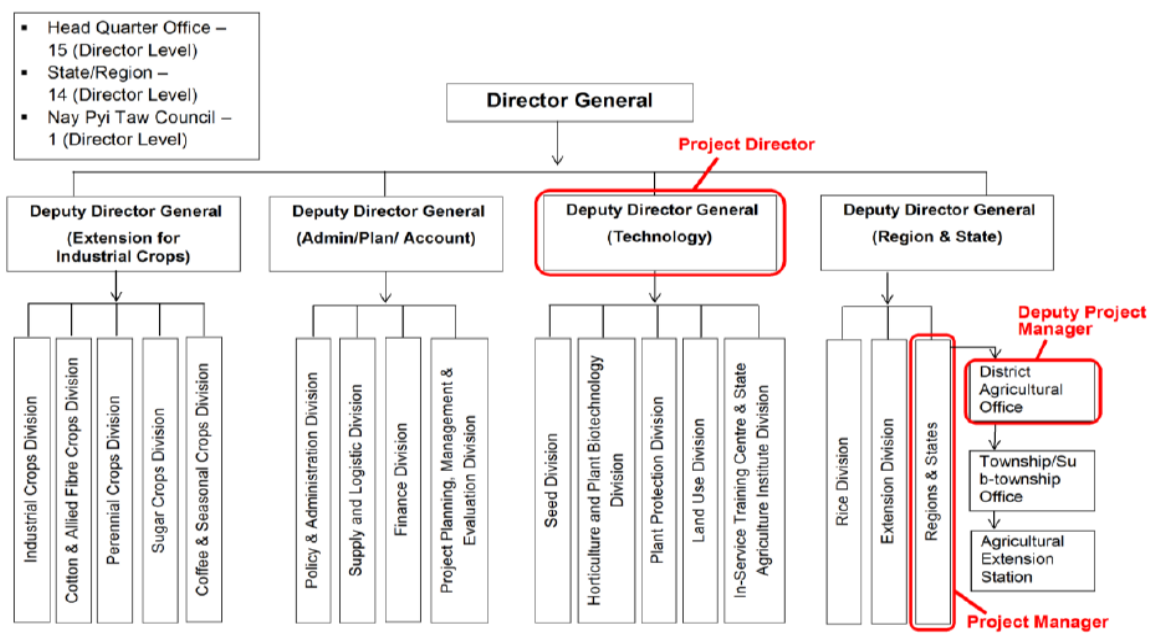 ▪ Head Quarter Office –
15 (Director Level)
▪ State/Region –
14 (Director Level)
▪ Nay Pyi Taw Council –
1 (Director Level)
Director General
Project Director
Deputy Director General
(Extension for
Industrial Crops)
Deputy Director General
(Admin/Plan/ Account)
Deputy Director General
(Technology)
Deputy Director General
(Region & State)
Industrial Crops Division
Cotton & Allied Fibre Crops Division
Perennial Crops Division
Sugar Crops Division
Coffee & Seasonal Crops Division
Policy & Administration Division
Supply and Logistic Division
Finance Division
Project Planning, Management &
Evaluation Division
Seed Division
Horticulture and Plant Biotechnology
Division
Plant Protection Division
Land Use Division
In-Service Training Centre & State
Agriculture Institute Division
Rice Division
Extension Division
Regions & States
Deputy Project
Manager
District
Agricultural
Office
Township/Su
b-township
Office
Agricultural
Extension
Station
Project Manager